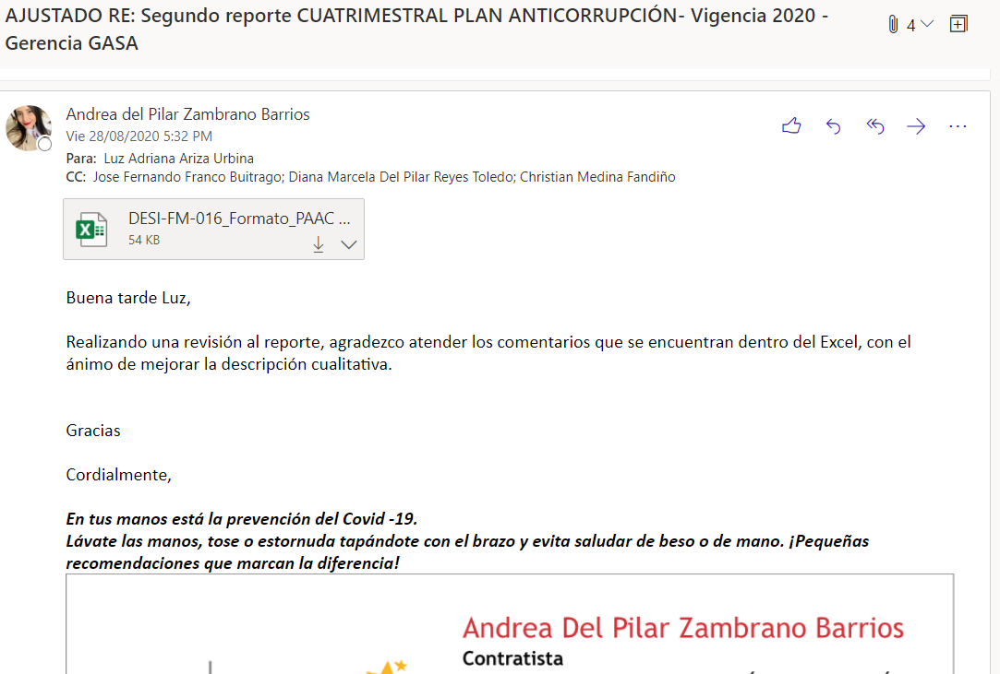 AJUSTADO RE: Segundo reporte CUATRIMESTRAL PLAN ANTICORRUPCIÓN- Vigencia 2020 -
Gerencia GASA
4
Andrea del Pilar Zambrano Barrios
Vie 28/08/2020 5:32 PM
Para: Luz Adriana Ariza Urbina
CC: Jose Fernando Franco Buitrago; Diana Marcela Del Pilar Reyes Toledo; Christian Medina Fandiño
DESI-FM-016_Formato_PAAC ...
54 KB
Buena tarde Luz,
Realizando una revisión al reporte, agradezco atender los comentarios que se encuentran dentro del Excel, con el
ánimo de mejorar la descripción cualitativa.
Gracias
Cordialmente,
En tus manos está la prevención del Covid -19.
Lávate las manos, tose o estornuda tapándote con el brazo y evita saludar de beso o de mano. ¡Pequeñas
recomendaciones que marcan la diferencia!
Andrea Del Pilar Zambrano Barrios
Contratista